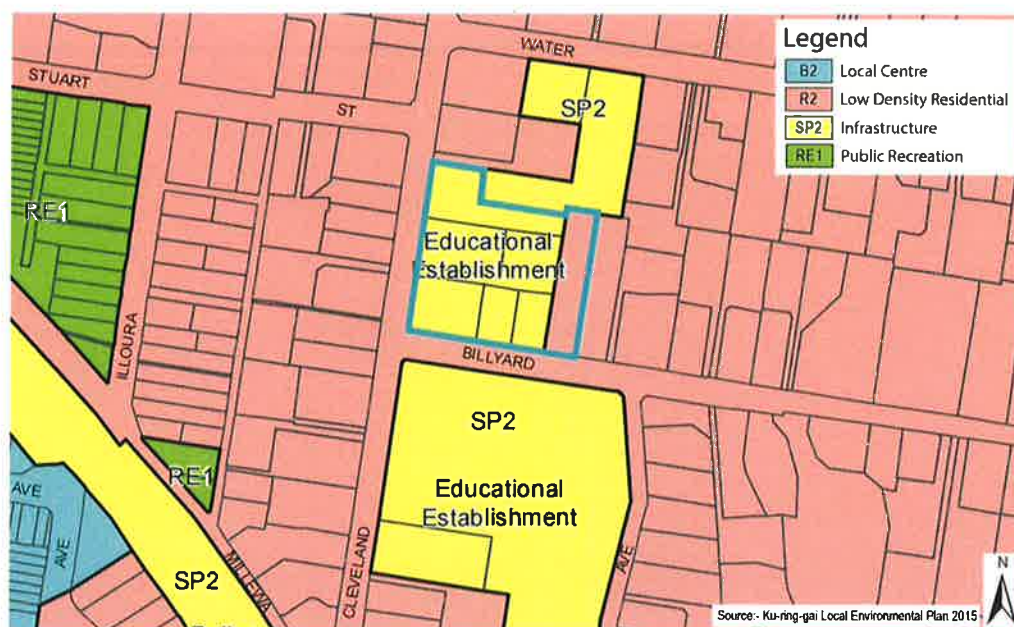 Legend
B2 Local Centre
R2 Low Density Residential
SP2 Infrastructure
RE1 Public Recreation
WATER
STUART
ST
SP2
RE1
Educational
Establishment
ILLOURA
BILLYARD
SP2
RE1
Educational
Establishment
AVE
AVE
SP2
MILLEWA
CLEVELAND
AVE
N
Source:- Ku-ring-gai Local Environmental Plan 2015